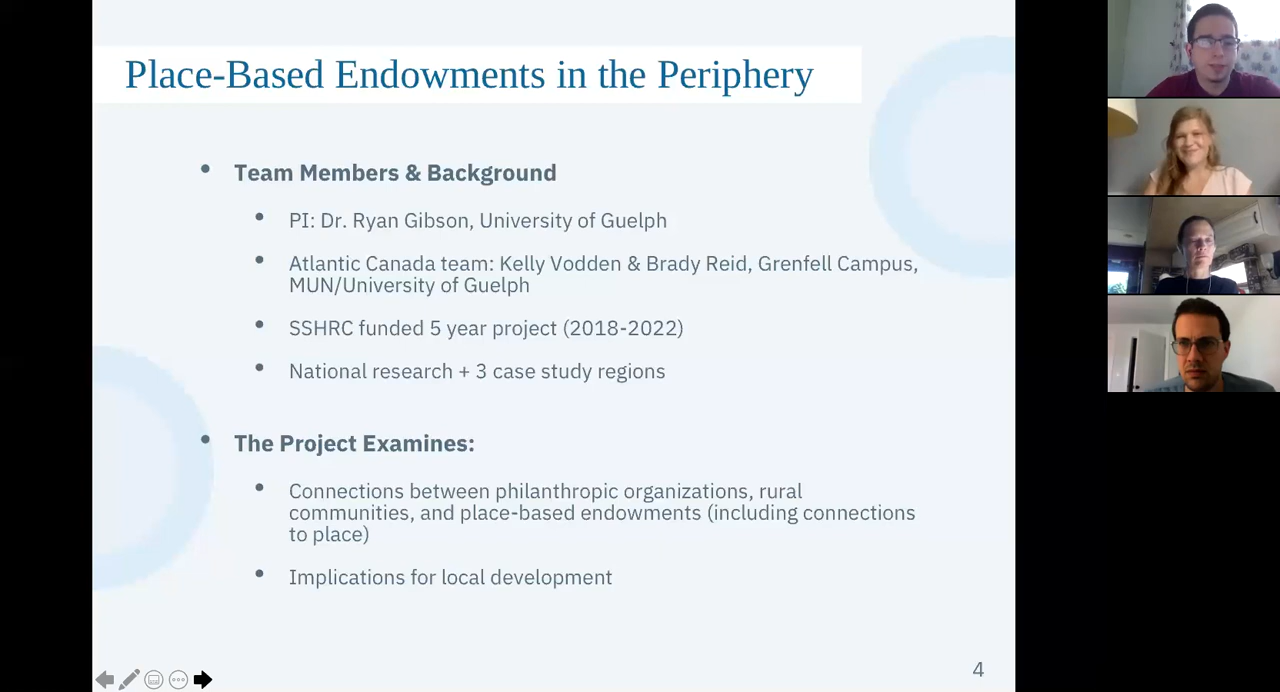 Place-Based Endowments in the Periphery
• Team Members & Background
• PI: Dr. Ryan Gibson, University of Guelph
• Atlantic Canada team: Kelly Vodden & Brady Reid, Grenfell Campus,
MUN/University of Guelph
• SSHRC funded 5 year project (2018-2022)
• National research + 3 case study regions
• The Project Examines:
• Connections between philanthropic organizations, rural
communities, and place-based endowments (including connections
to place)
• Implications for local development
4